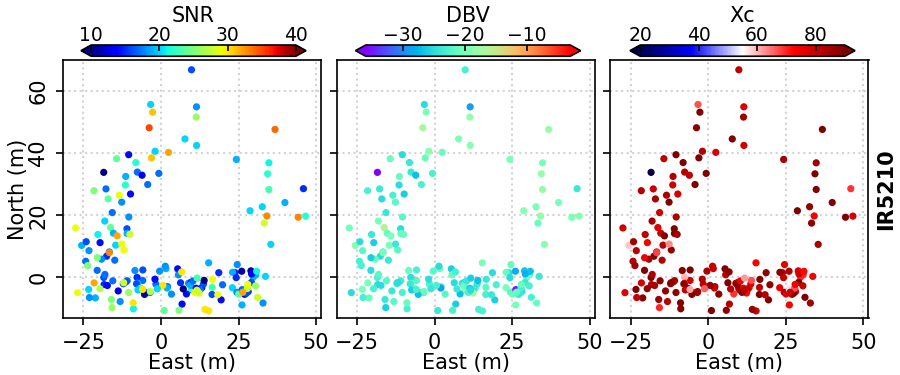 SNR DBV Xc
10 20 30 40 −30 −20 −10 20 40 60 80
60
40
20
0
North (m)
IR5210
−25 0 25 50 −25 0 25 50 −25 0 25 50
East (m) East (m) East (m)